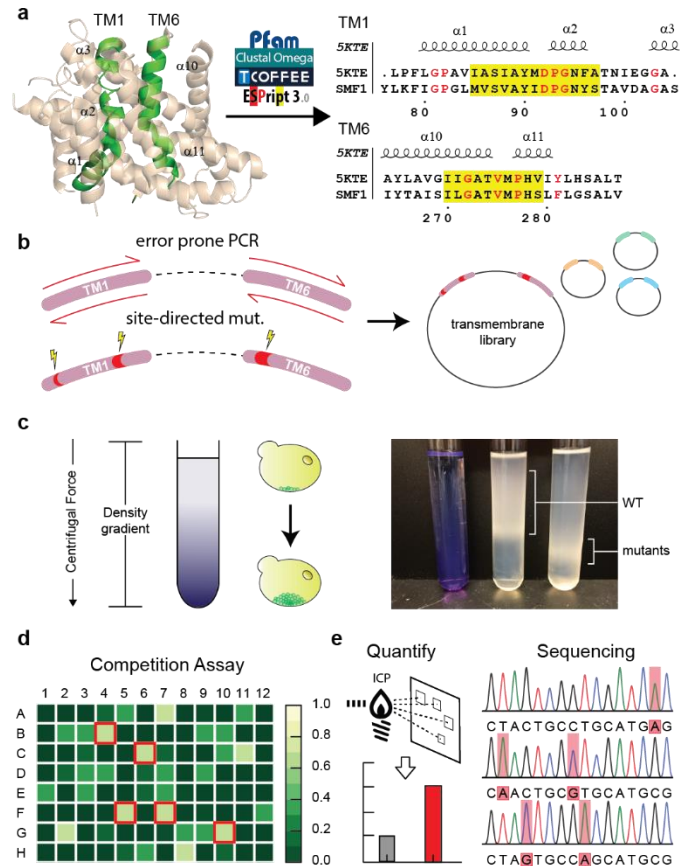 a
TM1 TM6
α3
α10
α2
α1
α11
Pfam
Clustal Omega
TCOFFEE
ESPript 3.0
TM1
5KTE α1 α2 α3
5KTE .LPFLGPAVIASIAYMDPGNFATNIEGGA.
SMF1 YLKFIGPGLMVSVAYIDPGNYSTAVDAGAS
80 90 100
TM6
5KTE α10 α11
5KTE AYLAVGIIGATVMPHVIYLHSALT
SMF1 IYTAISILGATVMPHSLFLGSALV
270 280
b
error prone PCR
TM1 TM6
site-directed mut.
TM1 TM6
transmembrane
library
c
Centrifugal Force
Density
gradient
WT
mutants
d
Competition Assay
1 2 3 4 5 6 7 8 9 10 11 12
A
B
C
D
E
F
G
H
1.0
0.8
0.6
0.4
0.2
0.0
e
Quantify
ICP
Sequencing
CTACTGCCTGCATGAG
CAACTGCGTGCATGCG
CTAGTGCCAGCATGCG